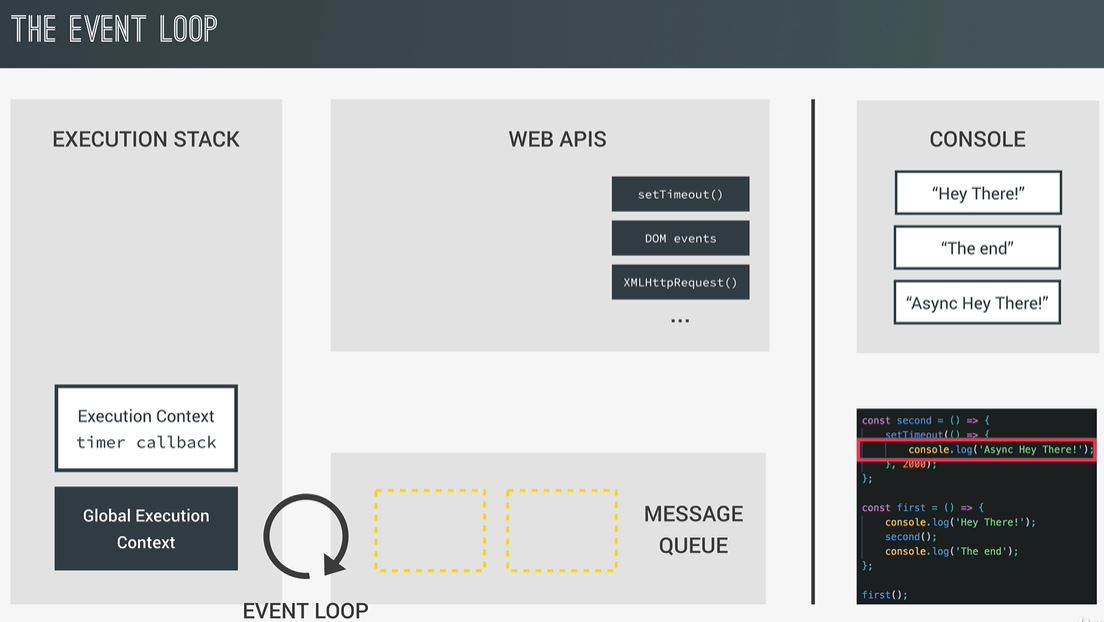 THE EVENT LOOP
EXECUTION STACK
Execution Context
timer callback
Global Execution
Context
WEB APIS
setTimeout()
DOM events
XMLHttpRequest()
...
EVENT LOOP
MESSAGE
QUEUE
CONSOLE
“Hey There!”
“The end”
“Async Hey There!”
const second = () => {
setTimeout(() => {
console.log('Async Hey There!');
}, 2000);
};
const first = () => {
console.log('Hey There!');
second();
console.log('The end');
};
first();